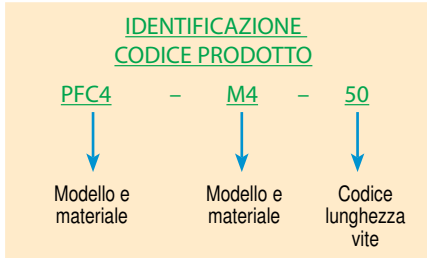 IDENTIFICAZIONE
CODICE PRODOTTO
PFC4 – M4 – 50
Modello e materiale
Modello e materiale
Codice lunghezza vite